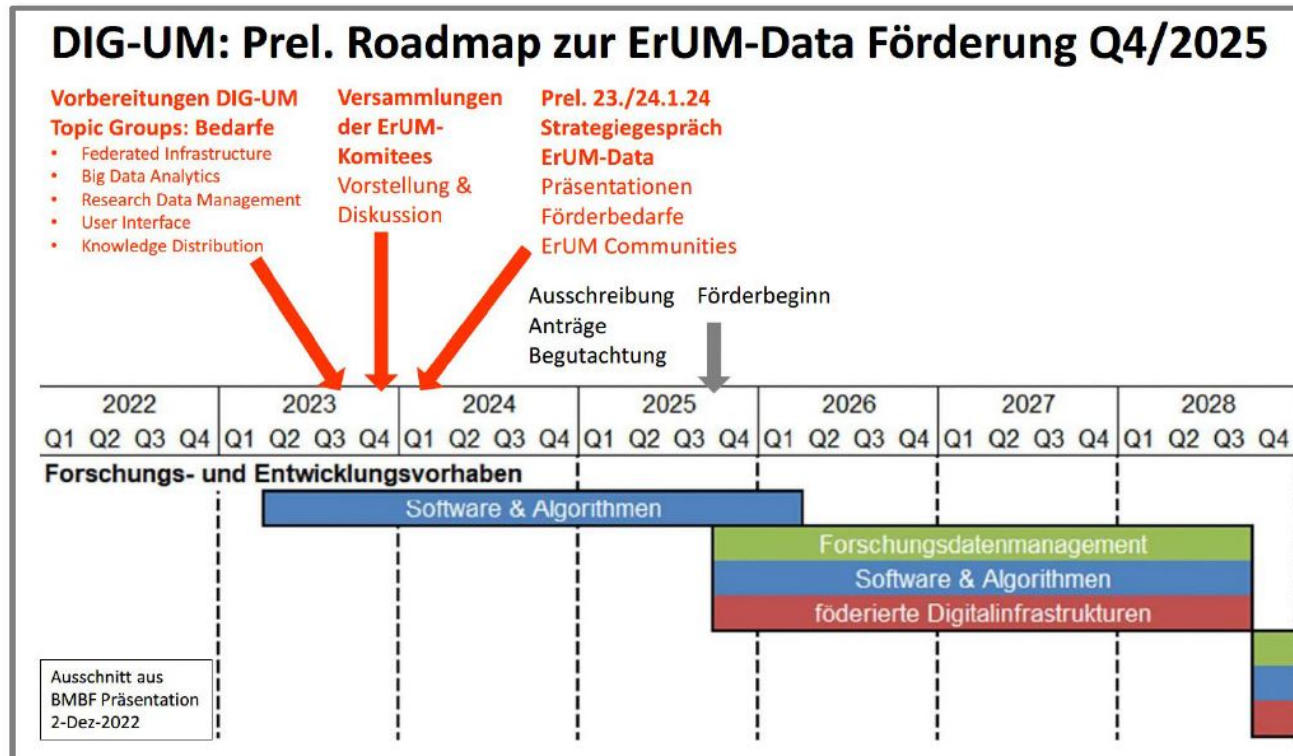 DIG-UM: Prel. Roadmap zur ErUM-Data Förderung Q4/2025
Vorbereitungen DIG-UM
Topic Groups: Bedarfe
• Federated Infrastructure
• Big Data Analytics
• Research Data Management
• User Interface
• Knowledge Distribution
Versammlungen
der ErUM-
Komitees
Vorstellung &
Diskussion
Prel. 23./24.1.24
Strategiegespräch
ErUM-Data
Präsentationen
Förderbedarfe
ErUM Communities
Ausschreibung
Anträge
Begutachtung
Förderbeginn
2022 2023 2024 2025 2026 2027 2028
Q1 Q2 Q3 Q4 Q1 Q2 Q3 Q4 Q1 Q2 Q3 Q4 Q1 Q2 Q3 Q4 Q1 Q2 Q3 Q4 Q1 Q2 Q3 Q4 Q1 Q2 Q3 Q4
Forschungs- und Entwicklungsvorhaben
Software & Algorithmen
Forschungsdatenmanagement
Software & Algorithmen
föderierte Digitalinfrastrukturen
Ausschnitt aus
BMBF Präsentation
2-Dez-2022